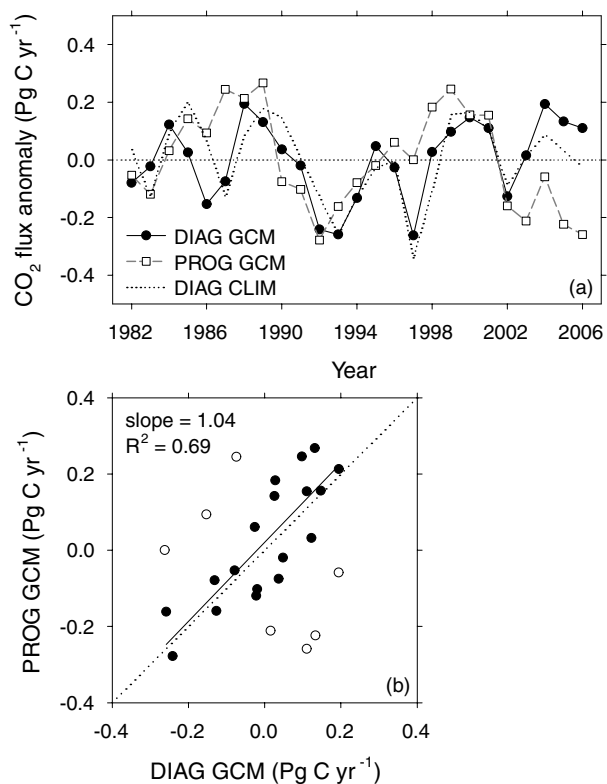 CO₂ flux anomaly (Pg C yr⁻¹)
0.4
0.2
0.0
-0.2
-0.4
DIAG GCM
PROG GCM
DIAG CLIM
(a)
1982 1986 1990 1994 1998 2002 2006
Year
PROG GCM (Pg C yr⁻¹)
0.4
0.2
0.0
-0.2
-0.4
slope = 1.04
R² = 0.69
(b)
-0.4 -0.2 0.0 0.2 0.4
DIAG GCM (Pg C yr⁻¹)